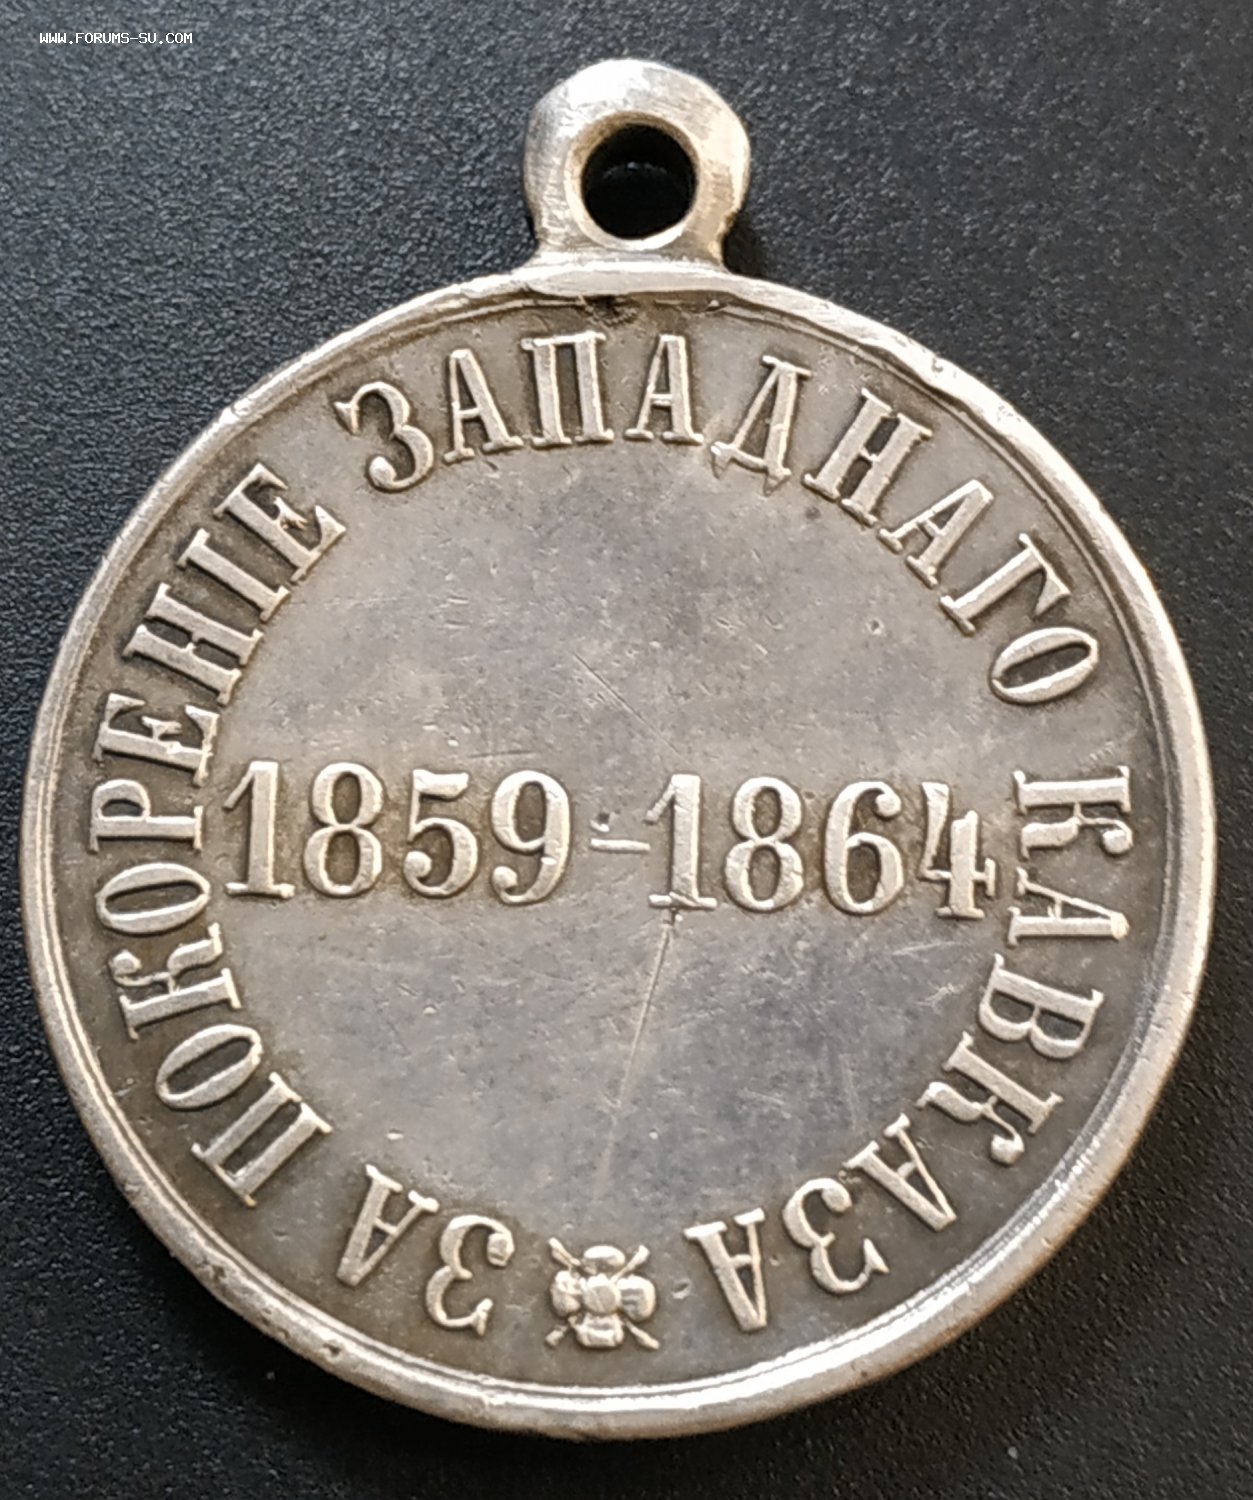 WWW.FORUMS-SU.COM
ЗА ПОКОРЕНІЕ ЗАПАДНАГО КАВКАЗА
1859-1864